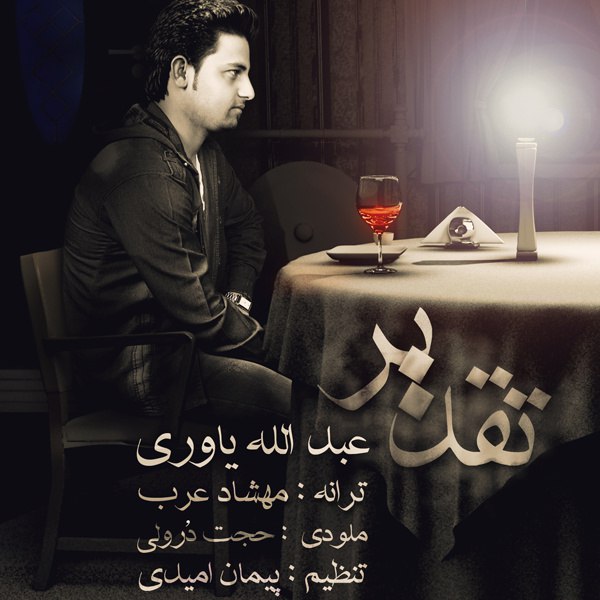 تقدیر
عبدالله یاوری
ترانه : مهشاد عرب
ملودی : حجت دُرولی
تنظیم : پیمان امیدی